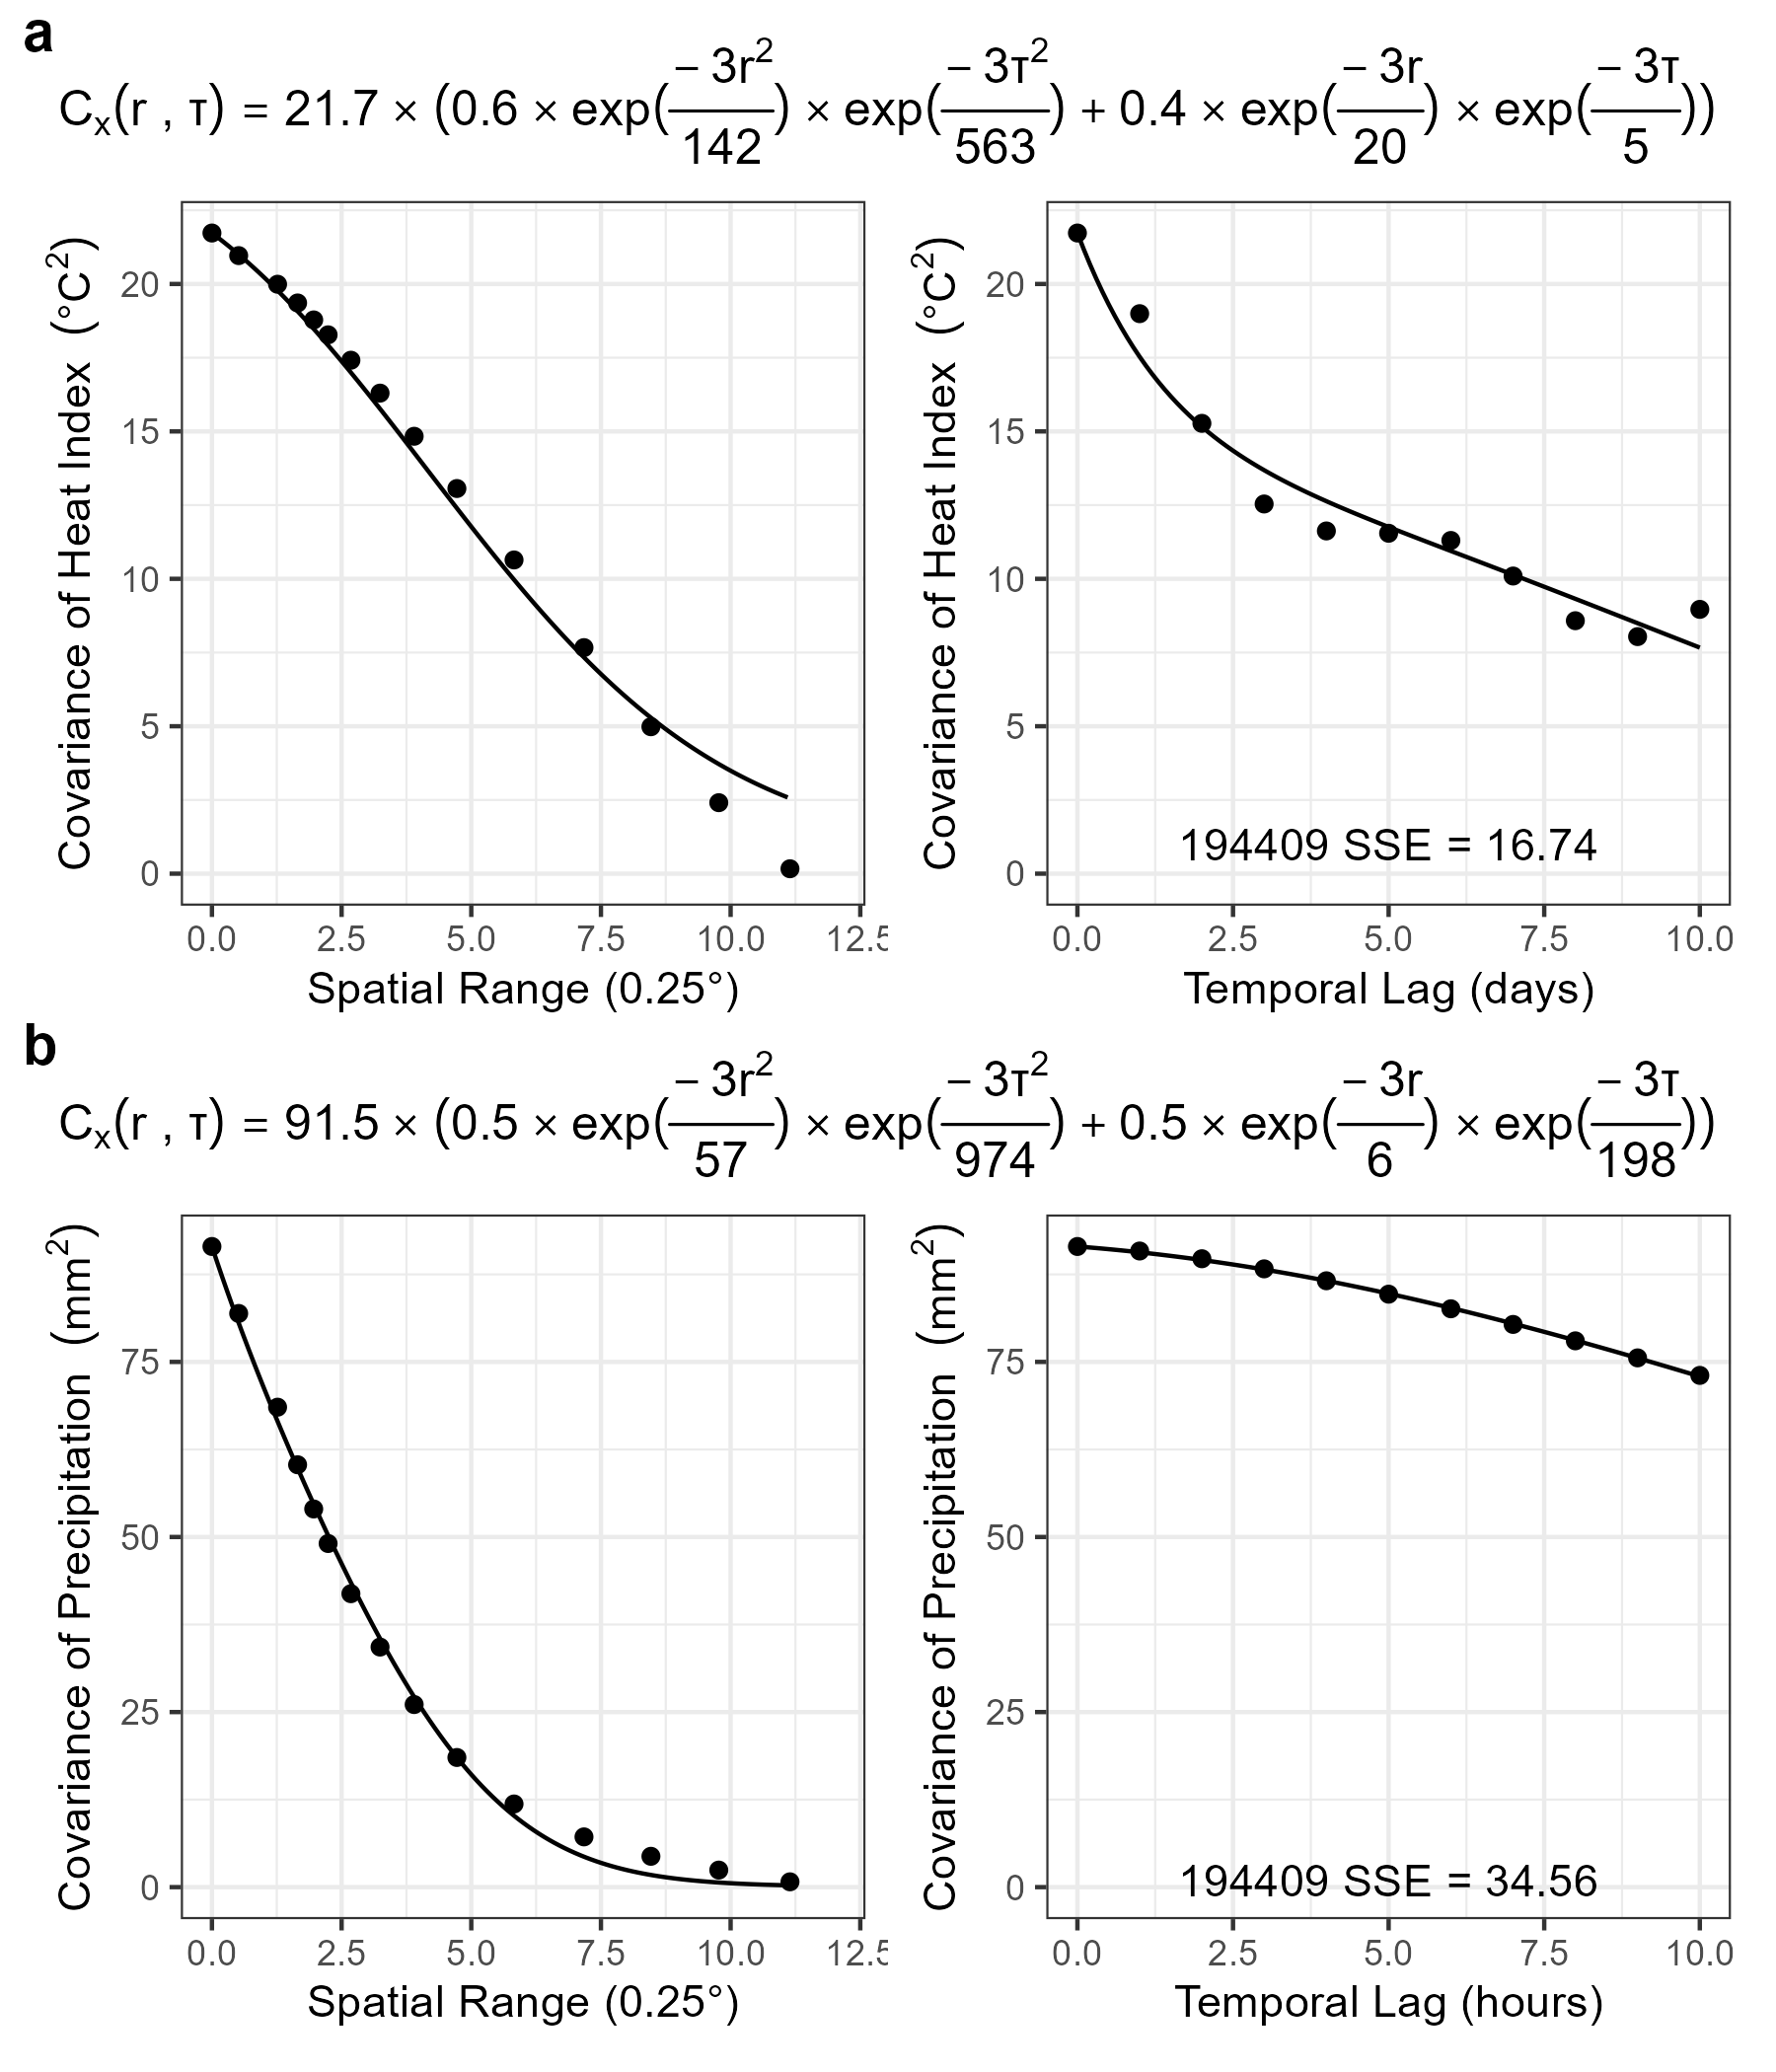 a
Cₓ(r , τ) = 21.7 × (0.6 × exp(− 3r²/142) × exp(− 3τ²/563) + 0.4 × exp(− 3r/20) × exp(− 3τ/5))
Covariance of Heat Index (°C²)
20
15
10
5
0
0.0 2.5 5.0 7.5 10.0 12.5
Spatial Range (0.25°)
Covariance of Heat Index (°C²)
20
15
10
5
0
194409 SSE = 16.74
0.0 2.5 5.0 7.5 10.0
Temporal Lag (days)
b
Cₓ(r , τ) = 91.5 × (0.5 × exp(− 3r²/57) × exp(− 3τ²/974) + 0.5 × exp(− 3r/6) × exp(− 3τ/198))
Covariance of Precipitation (mm²)
75
50
25
0
0.0 2.5 5.0 7.5 10.0 12.5
Spatial Range (0.25°)
Covariance of Precipitation (mm²)
75
50
25
0
194409 SSE = 34.56
0.0 2.5 5.0 7.5 10.0
Temporal Lag (hours)